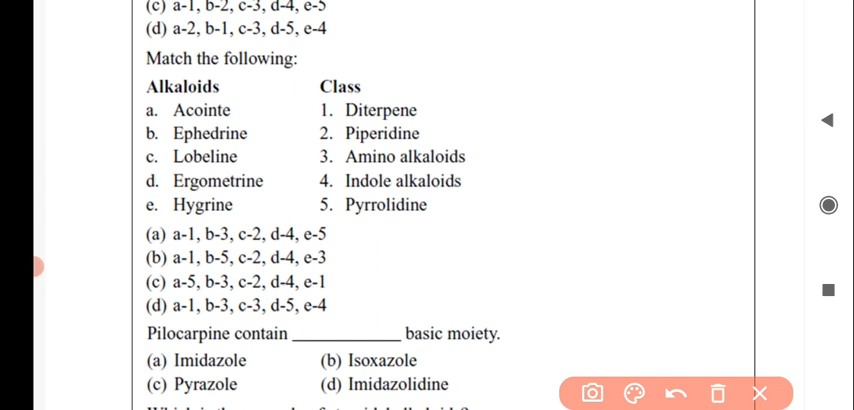 (c) a-1, b-2, c-3, d-4, e-5
(d) a-2, b-1, c-3, d-5, e-4
Match the following:
Alkaloids Class
a. Acointe 1. Diterpene
b. Ephedrine 2. Piperidine
c. Lobeline 3. Amino alkaloids
d. Ergometrine 4. Indole alkaloids
e. Hygrine 5. Pyrrolidine
(a) a-1, b-3, c-2, d-4, e-5
(b) a-1, b-5, c-2, d-4, e-3
(c) a-5, b-3, c-2, d-4, e-1
(d) a-1, b-3, c-3, d-5, e-4
Pilocarpine contain ____________ basic moiety.
(a) Imidazole (b) Isoxazole
(c) Pyrazole (d) Imidazolidine